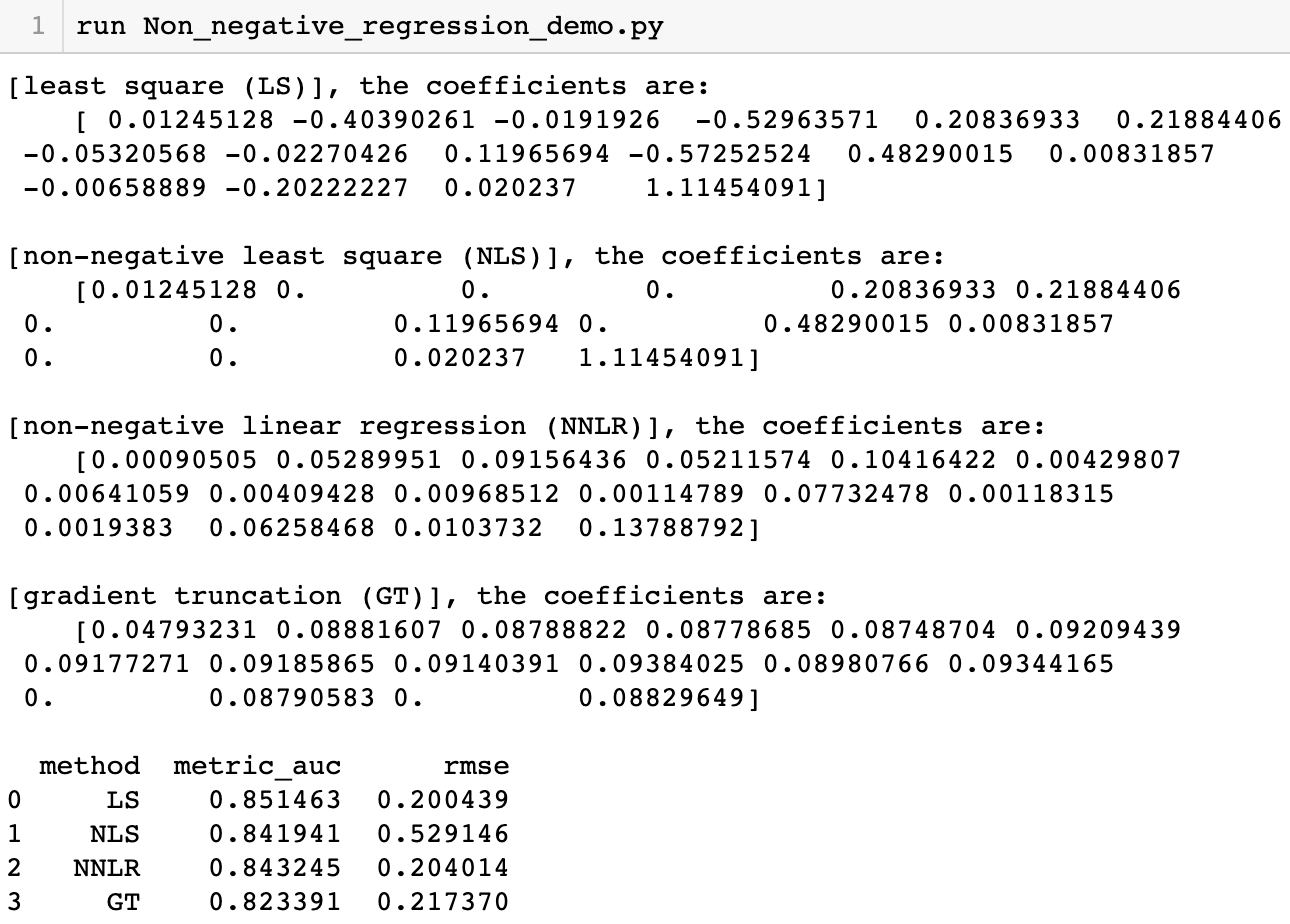 1 run Non_negative_regression_demo.py
[least square (LS)], the coefficients are:
[ 0.01245128 -0.40390261 -0.0191926 -0.52963571 0.20836933 0.21884406
-0.05320568 -0.02270426 0.11965694 -0.57252524 0.48290015 0.00831857
-0.00658889 -0.20222227 0.020237 1.11454091]
[non-negative least square (NLS)], the coefficients are:
[0.01245128 0. 0. 0. 0.20836933 0.21884406
0. 0. 0.11965694 0. 0.48290015 0.00831857
0. 0. 0.020237 1.11454091]
[non-negative linear regression (NNLR)], the coefficients are:
[0.00090505 0.05289951 0.09156436 0.05211574 0.10416422 0.00429807
0.00641059 0.00409428 0.00968512 0.00114789 0.07732478 0.00118315
0.0019383 0.06258468 0.0103732 0.13788792]
[gradient truncation (GT)], the coefficients are:
[0.04793231 0.08881607 0.08788822 0.08778685 0.08748704 0.09209439
0.09177271 0.09185865 0.09140391 0.09384025 0.08980766 0.09344165
0. 0.08790583 0. 0.08829649]
method metric_auc rmse
0 LS 0.851463 0.200439
1 NLS 0.841941 0.529146
2 NNLR 0.843245 0.204014
3 GT 0.823391 0.217370